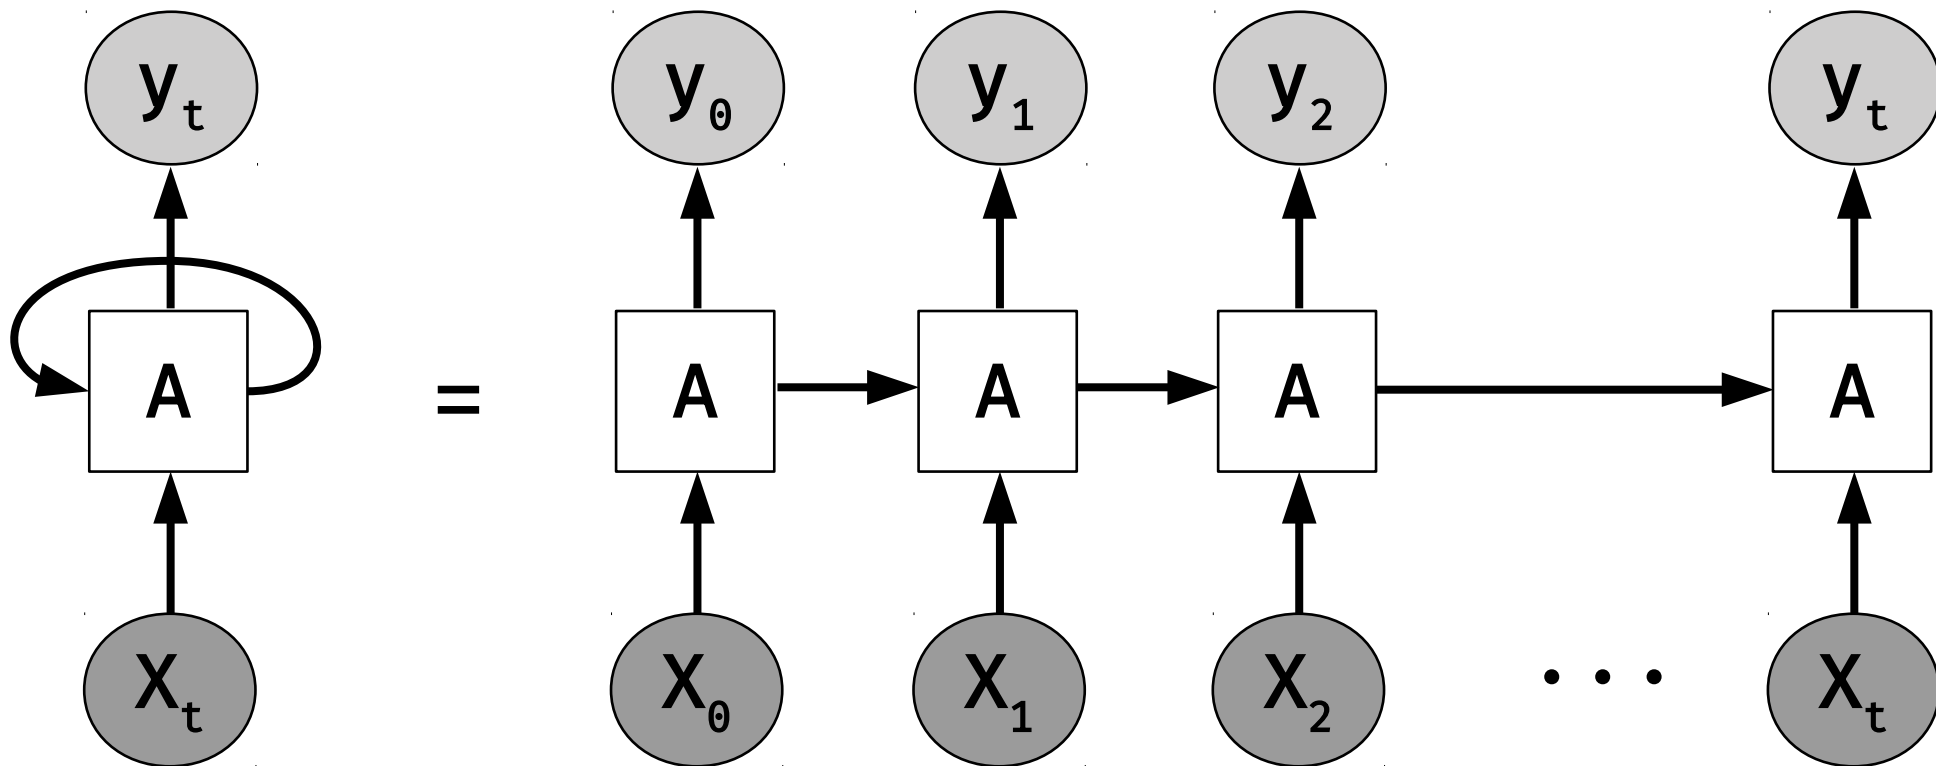 yt y0 y1 y2 yt
A = A A A A
Xt X0 X1 X2 ... Xt